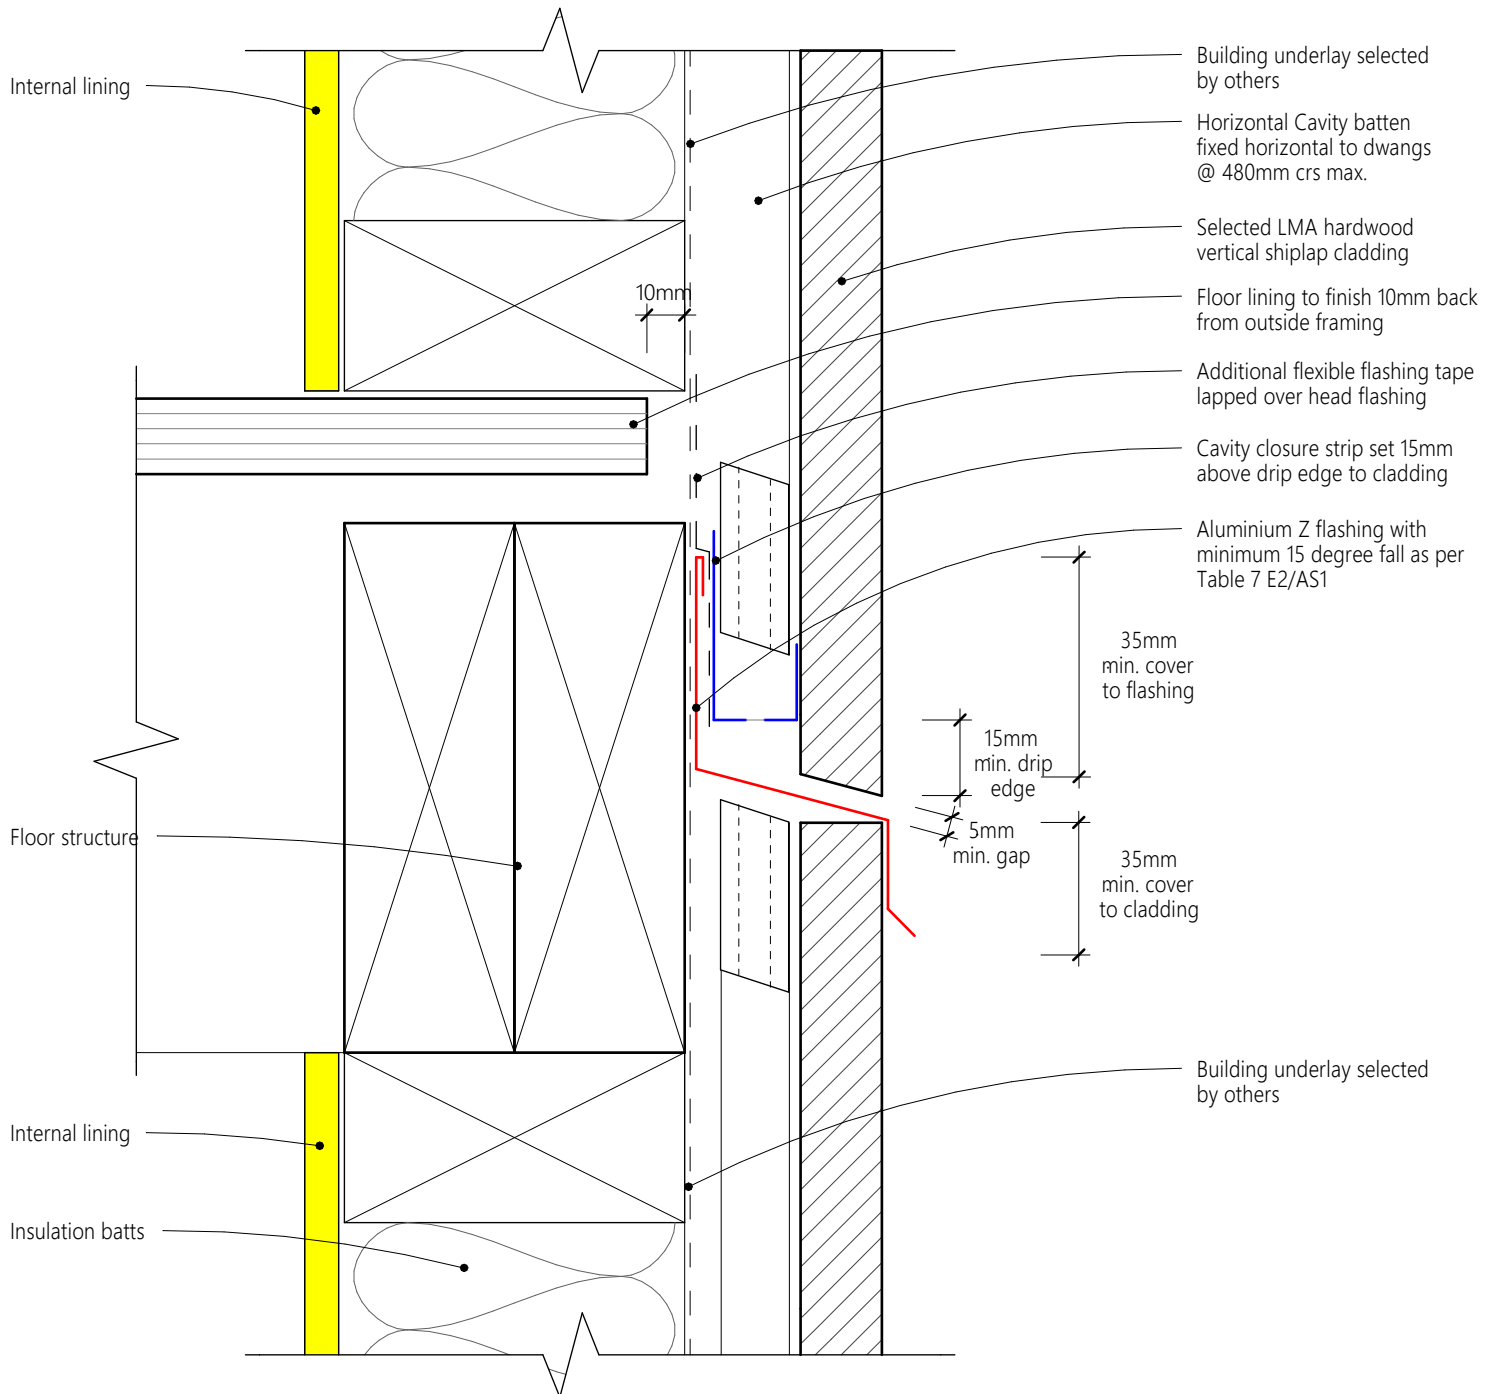 Internal lining
Building underlay selected
by others
Horizontal Cavity batten
fixed horizontal to dwangs
@ 480mm crs max.
Selected LMA hardwood
vertical shiplap cladding
10mm
Floor lining to finish 10mm back
from outside framing
Additional flexible flashing tape
lapped over head flashing
Cavity closure strip set 15mm
above drip edge to cladding
Aluminium Z flashing with
minimum 15 degree fall as per
Table 7 E2/AS1
35mm
min. cover
to flashing
15mm
min. drip
edge
5mm
min. gap
35mm
min. cover
to cladding
Floor structure
Building underlay selected
by others
Internal lining
Insulation batts